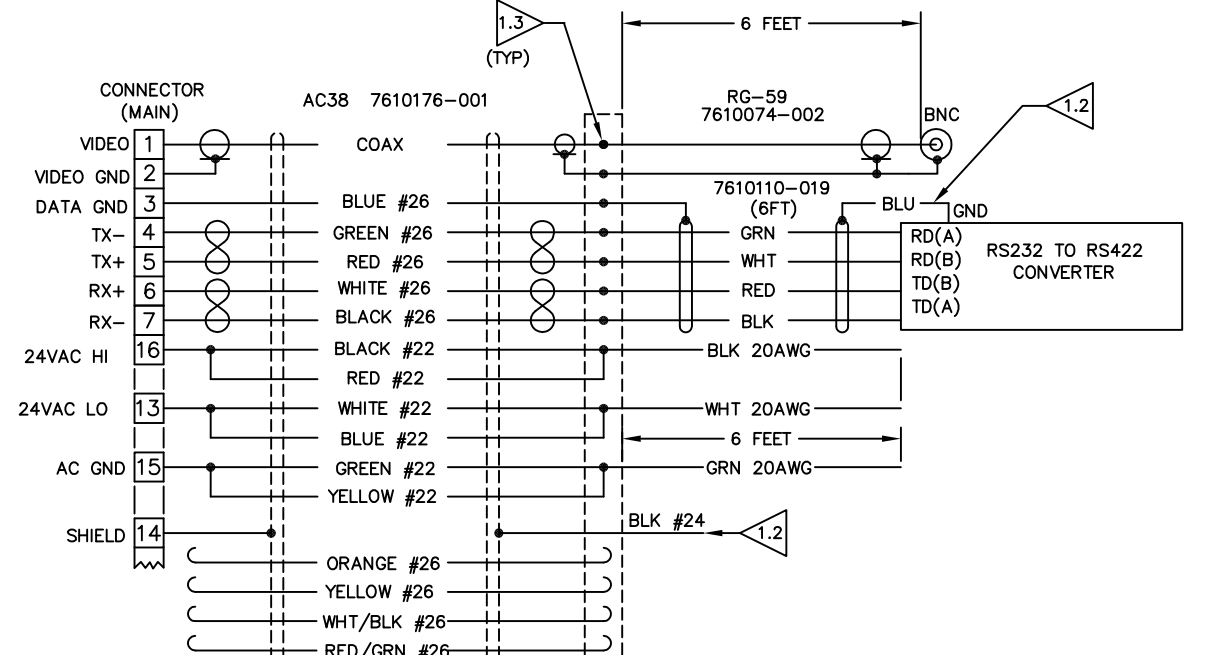 1.3
(TYP)
6 FEET
CONNECTOR
(MAIN)
AC38 7610176-001
RG-59
7610074-002
BNC
1.2
VIDEO 1 COAX
VIDEO GND 2
7610110-019
(6FT)
DATA GND 3 BLUE #26 BLU GND
TX- 4 GREEN #26 GRN RD(A)
TX+ 5 RED #26 WHT RD(B)
RX+ 6 WHITE #26 RED TD(B)
RX- 7 BLACK #26 BLK TD(A)
RS232 TO RS422
CONVERTER
24VAC HI 16 BLACK #22 BLK 20AWG
RED #22
24VAC LO 13 WHITE #22 WHT 20AWG
BLUE #22 6 FEET
AC GND 15 GREEN #22 GRN 20AWG
YELLOW #22
SHIELD 14 BLK #24 1.2
ORANGE #26
YELLOW #26
WHT/BLK #26
RED/GRN #26